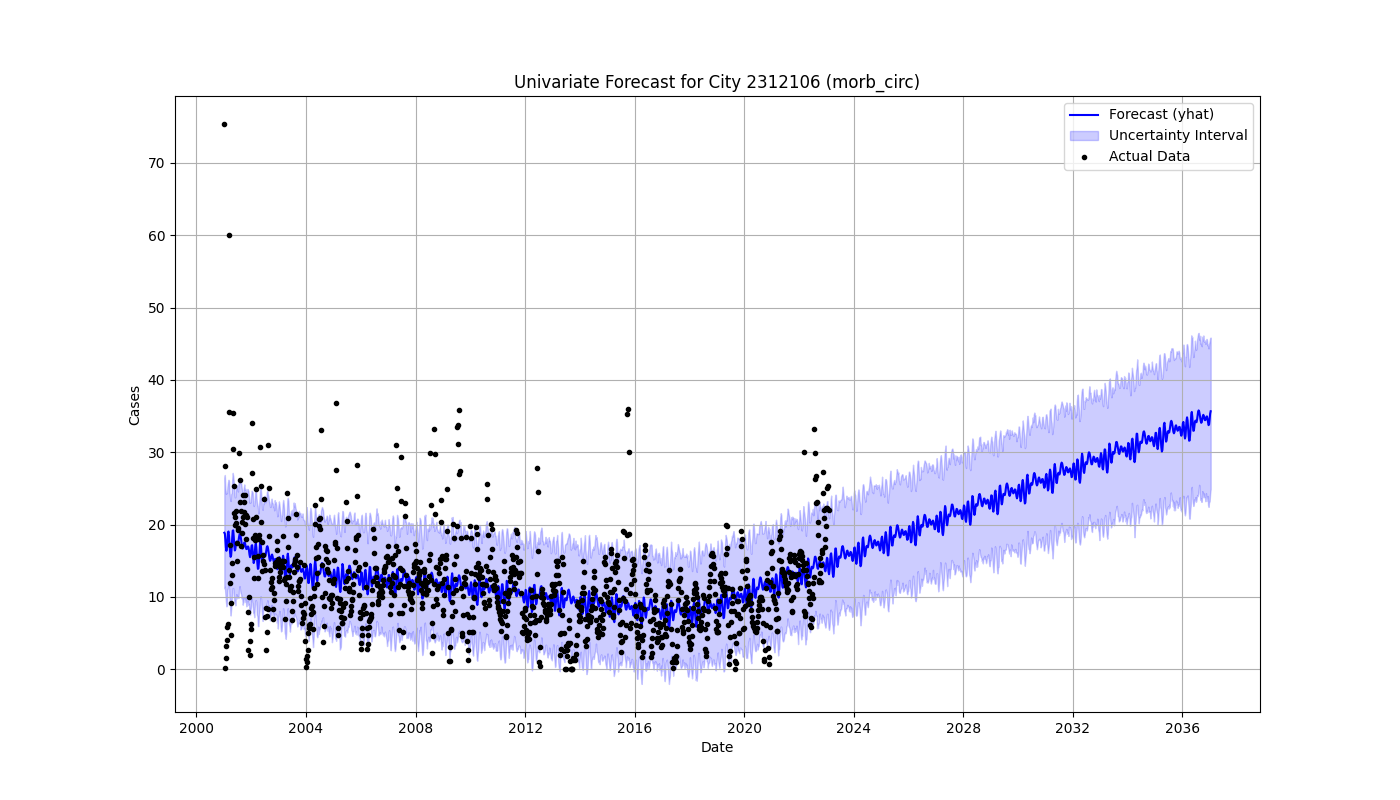 Univariate Forecast for City 2312106 (morb_circ)
Forecast (yhat)
Uncertainty Interval
Actual Data
70
60
50
40
30
20
10
0
Cases
2000 2004 2008 2012 2016 2020 2024 2028 2032 2036
Date